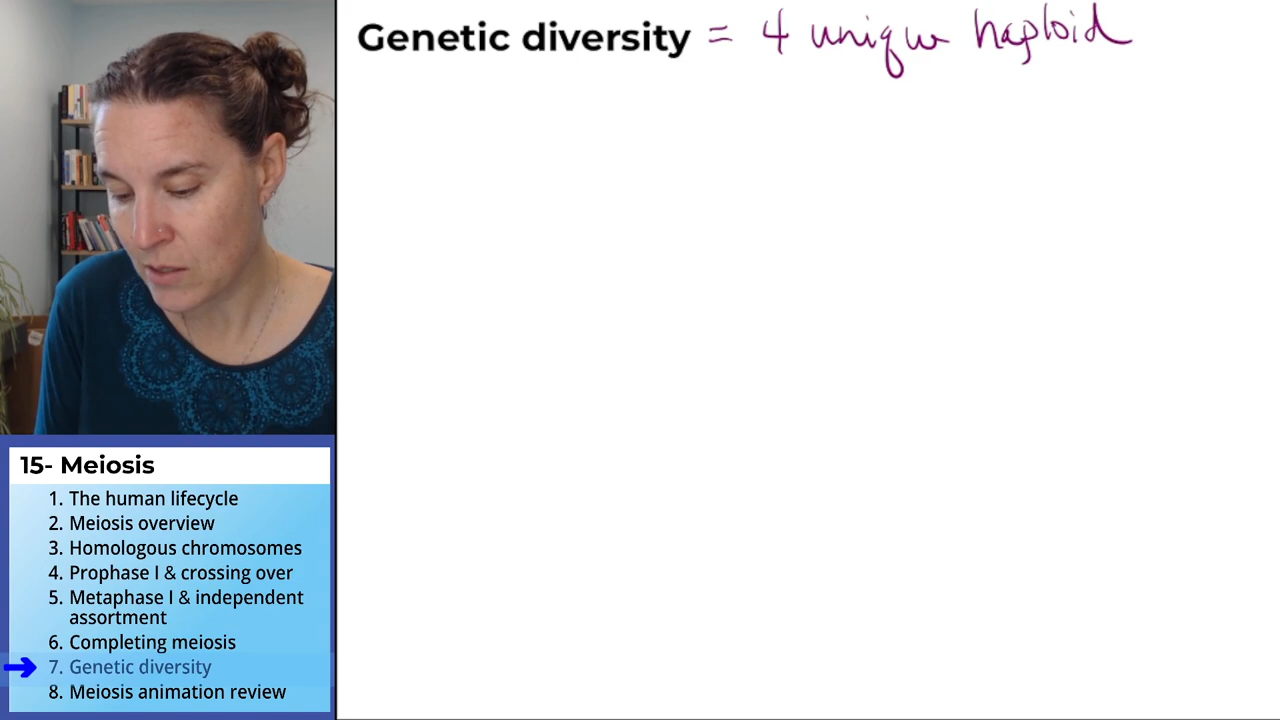 Genetic diversity = 4 unique haploid
15- Meiosis
1. The human lifecycle
2. Meiosis overview
3. Homologous chromosomes
4. Prophase I & crossing over
5. Metaphase I & independent
assortment
6. Completing meiosis
7. Genetic diversity
8. Meiosis animation review